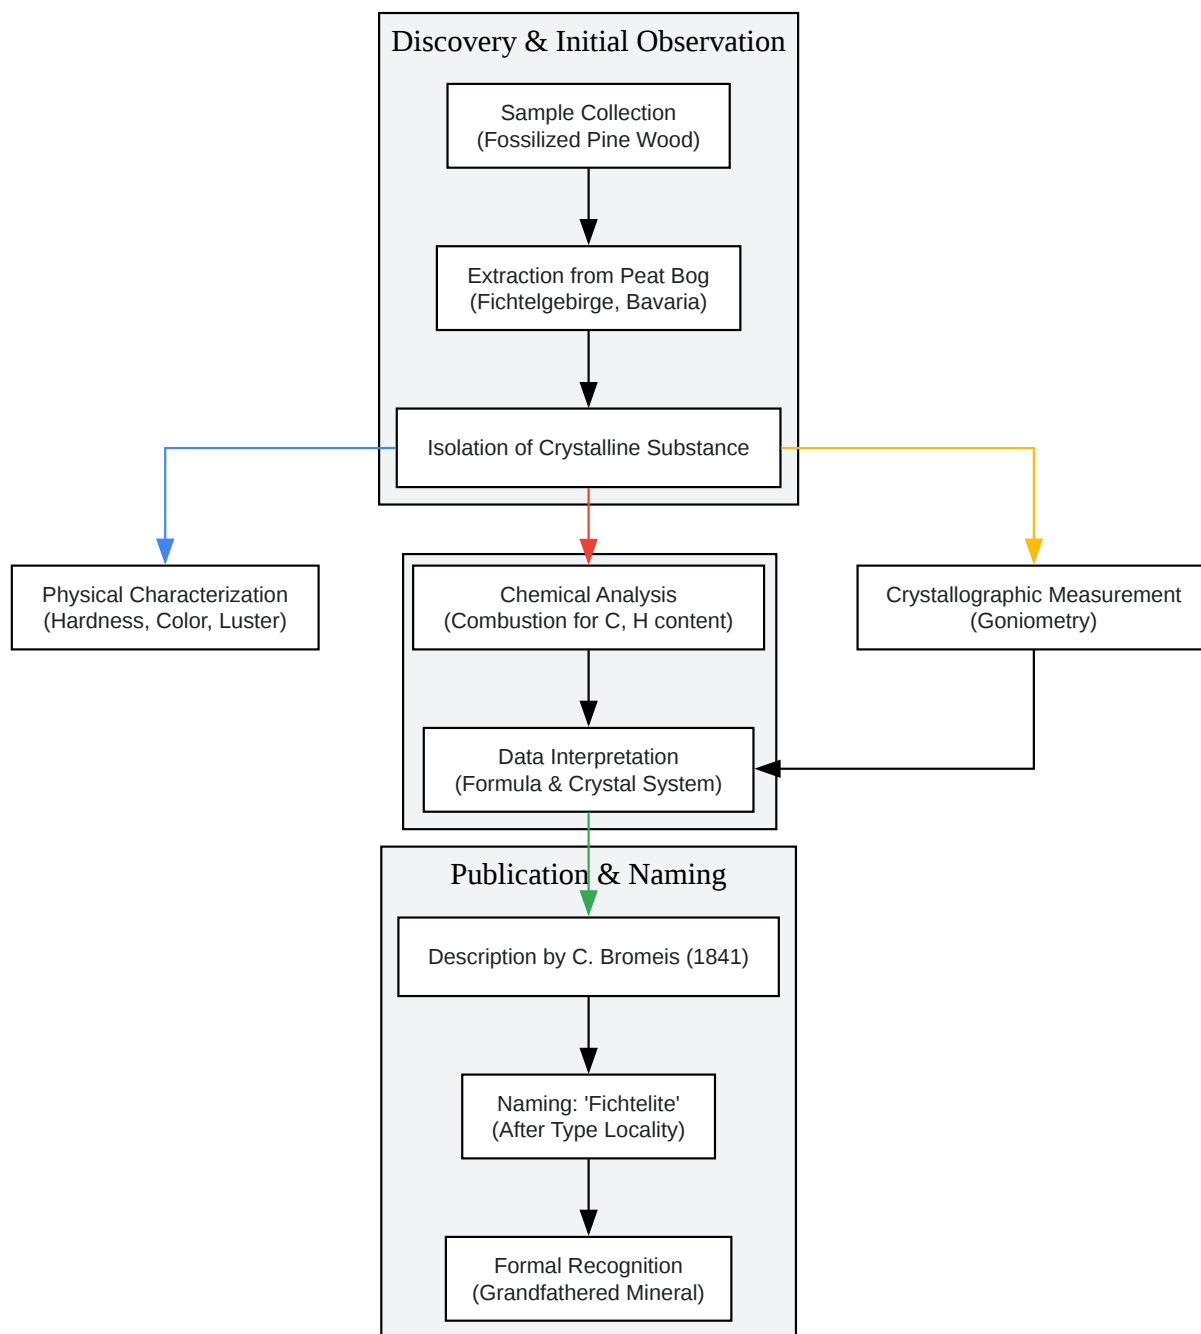 Discovery & Initial Observation
Sample Collection
(Fossilized Pine Wood)
Extraction from Peat Bog
(Fichtelgebirge, Bavaria)
Isolation of Crystalline Substance
Physical Characterization
(Hardness, Color, Luster)
Chemical Analysis
(Combustion for C, H content)
Crystallographic Measurement
(Goniometry)
Data Interpretation
(Formula & Crystal System)
Publication & Naming
Description by C. Bromeis (1841)
Naming: 'Fichtelite'
(After Type Locality)
Formal Recognition
(Grandfathered Mineral)